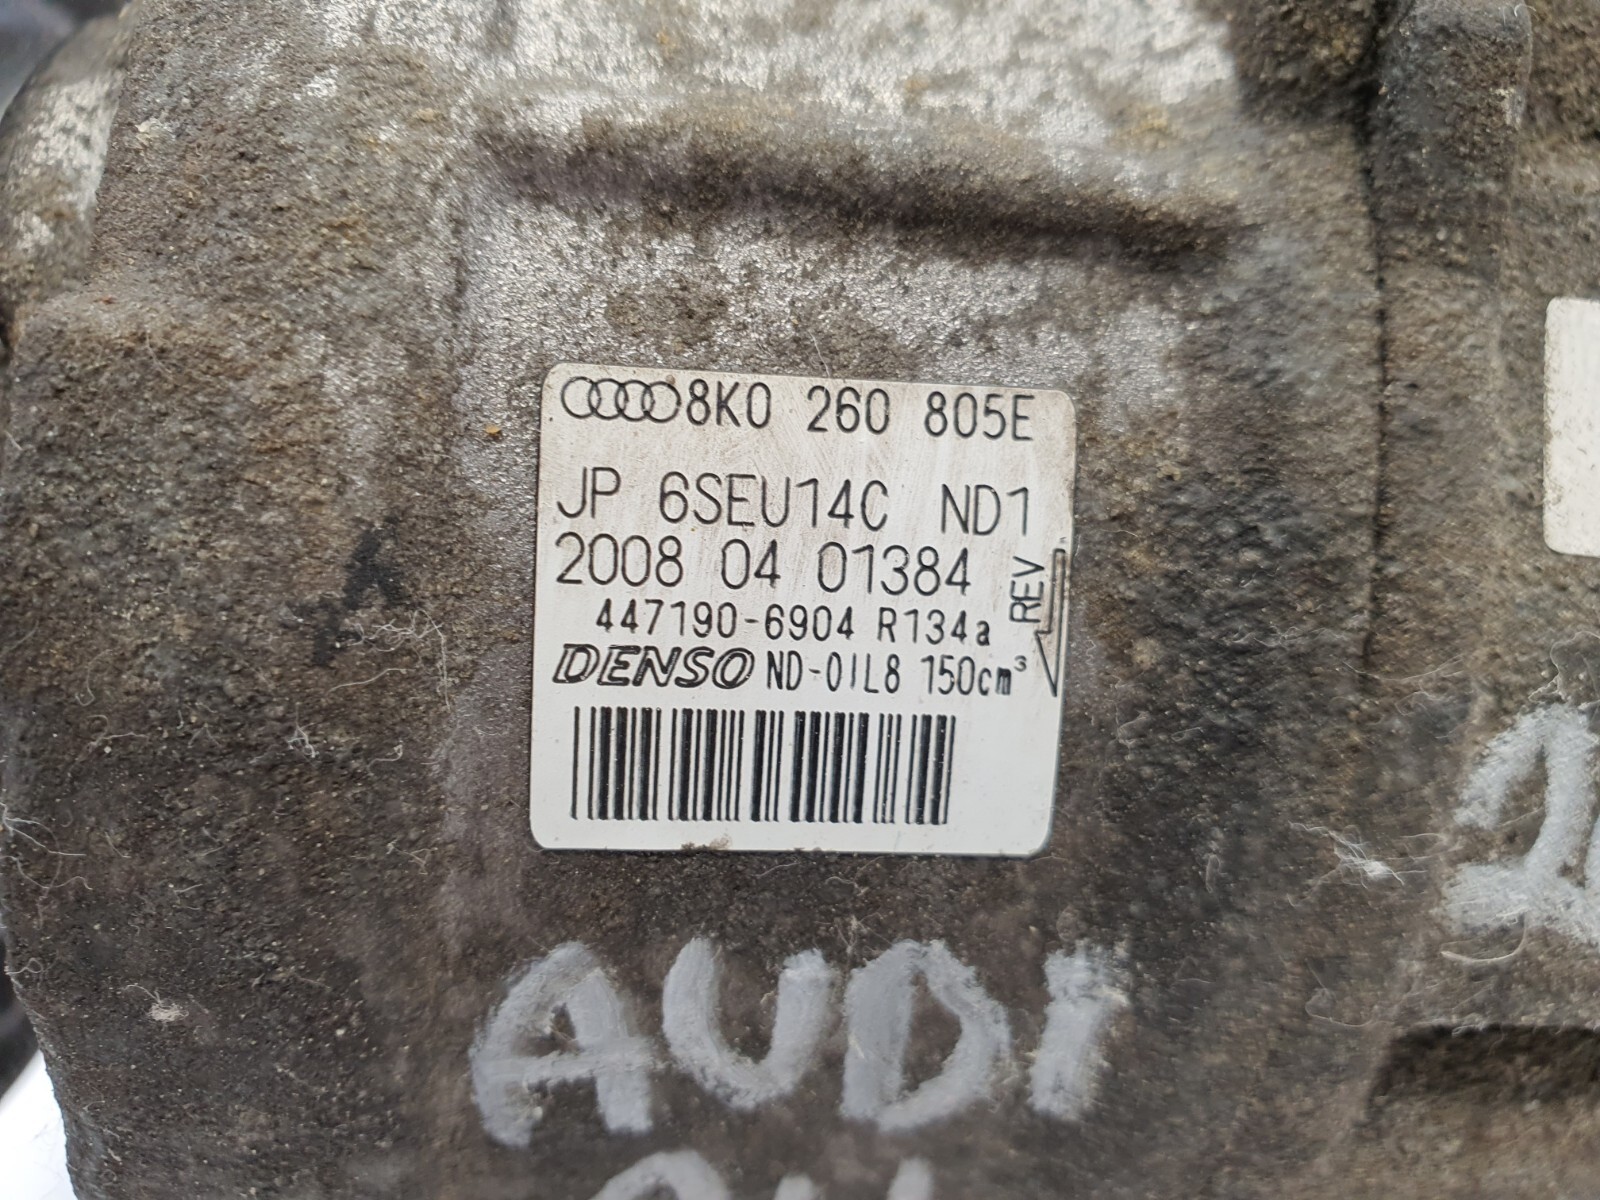 8K0 260 805E
JP 6SEU14C ND1
2008 04 01384
REV
447190-6904 R134a
DENSO ND-OIL8 150cm³
AUDI